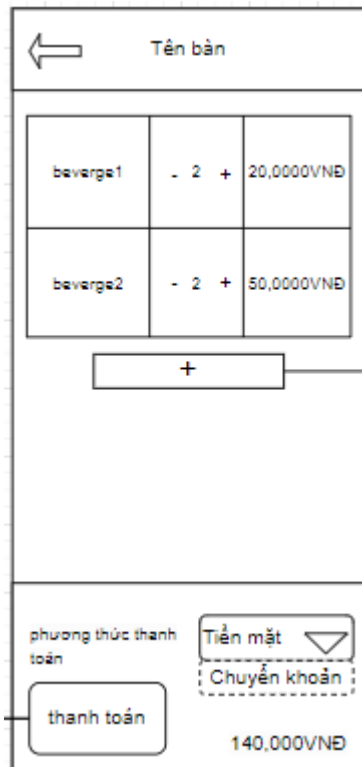 Tên bàn
beverge1 - 2 + 20,0000VNĐ
beverge2 - 2 + 50,0000VNĐ
+
phương thức thanh
toán
Tiền mặt
Chuyển khoản
thanh toán
140,000VNĐ